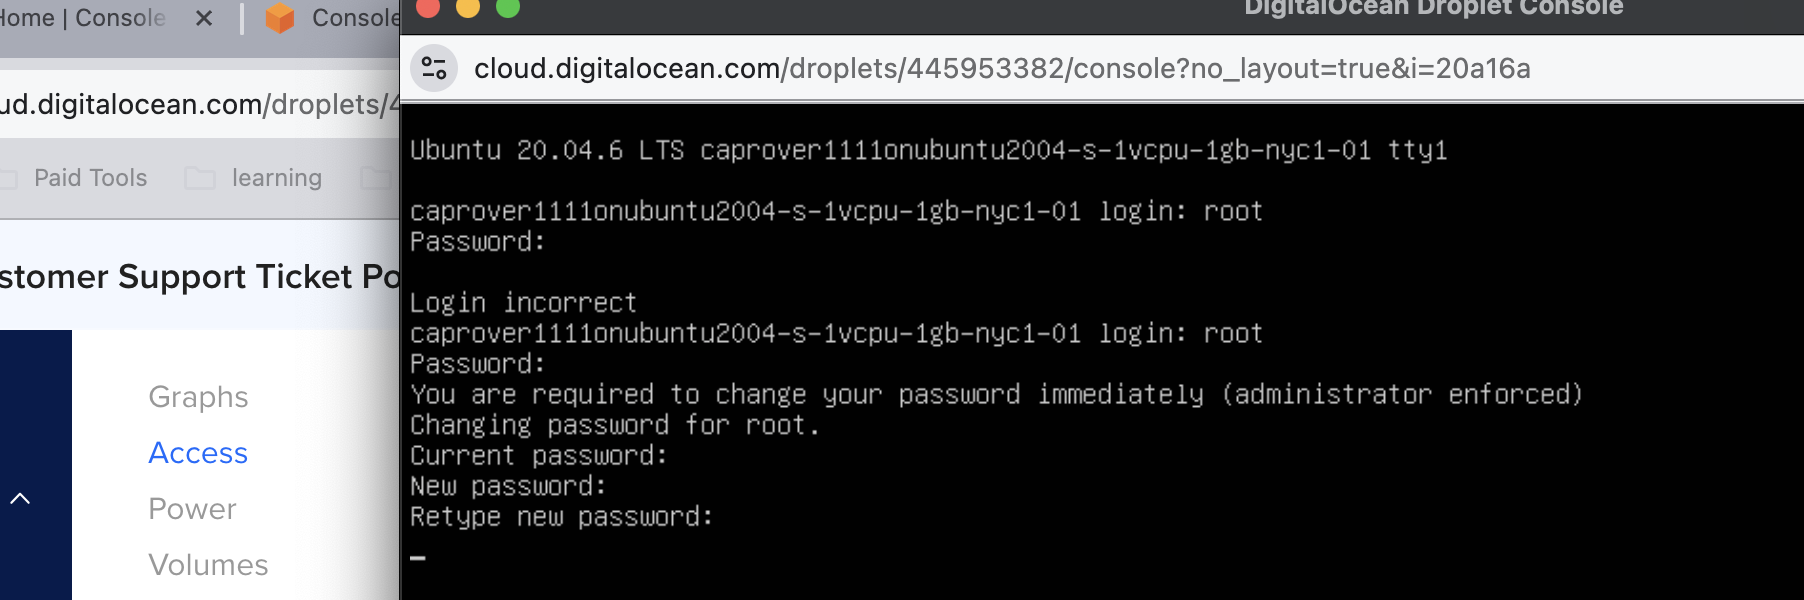 Home | Console
Console
DigitalOcean Droplet Console
ud.digitalocean.com/droplets/4
cloud.digitalocean.com/droplets/445953382/console?no_layout=true&i=20a16a
Paid Tools
learning
stomer Support Ticket Po
Graphs
Access
Power
Volumes
Ubuntu 20.04.6 LTS caprover1111onubuntu2004-s-1vcpu-1gb-nyc1-01 tty1
caprover1111onubuntu2004-s-1vcpu-1gb-nyc1-01 login: root
Password:
Login incorrect
caprover1111onubuntu2004-s-1vcpu-1gb-nyc1-01 login: root
Password:
You are required to change your password immediately (administrator enforced)
Changing password for root.
Current password:
New password:
Retype new password: